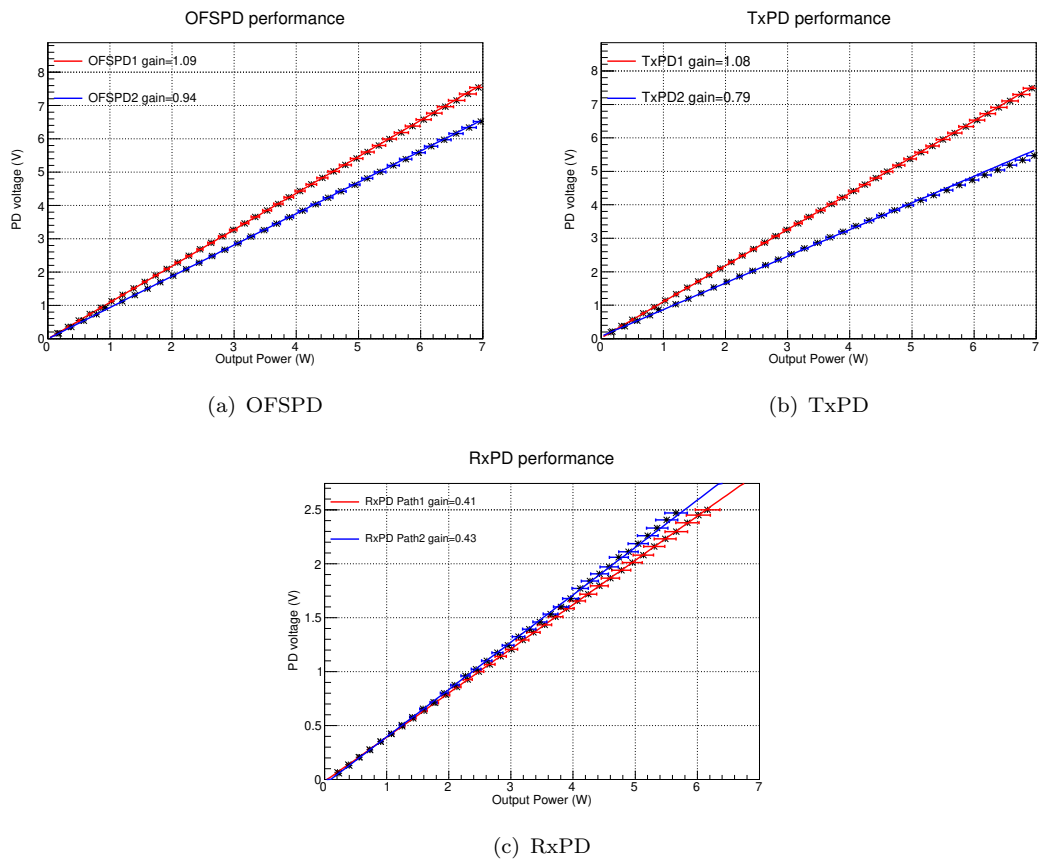 OFSPD performance
8
OFSPD1 gain=1.09
7
OFSPD2 gain=0.94
6
5
4
3
2
1
0
PD voltage (V)
0 1 2 3 4 5 6 7
Output Power (W)
(a) OFSPD
TxPD performance
8
TxPD1 gain=1.08
7
TxPD2 gain=0.79
6
5
4
3
2
1
0
PD voltage (V)
0 1 2 3 4 5 6 7
Output Power (W)
(b) TxPD
RxPD performance
2.5
RxPD Path1 gain=0.41
RxPD Path2 gain=0.43
2
1.5
1
0.5
0
PD voltage (V)
0 1 2 3 4 5 6 7
Output Power (W)
(c) RxPD